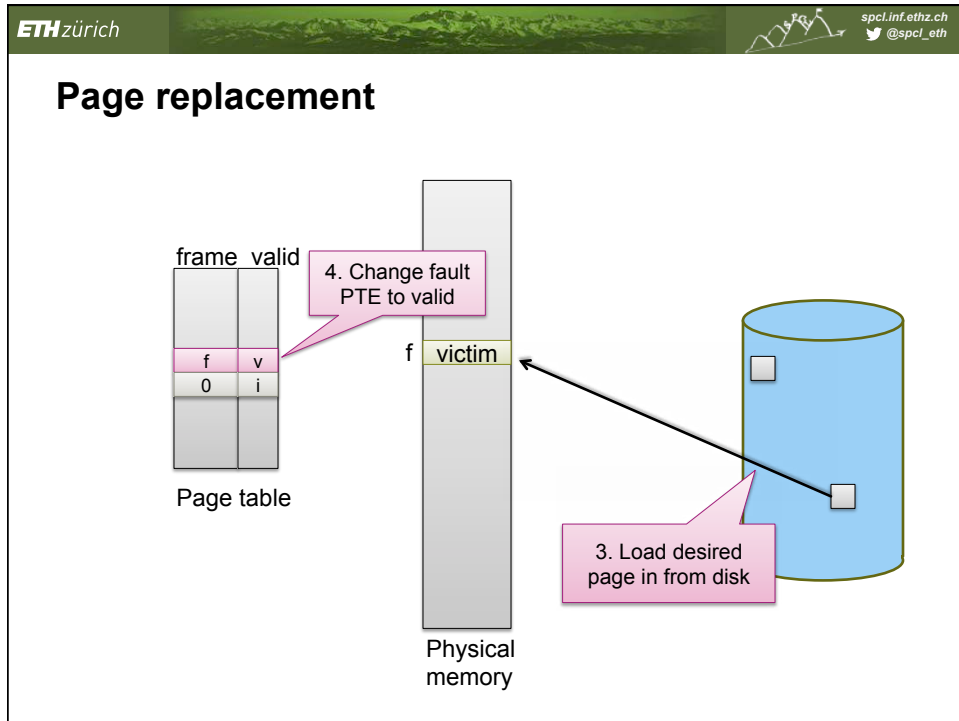 ETH zürich
spcl.inf.ethz.ch
@spcl_eth
Page replacement
frame valid
4. Change fault
PTE to valid
f v
0 i
Page table
f victim
3. Load desired
page in from disk
Physical
memory